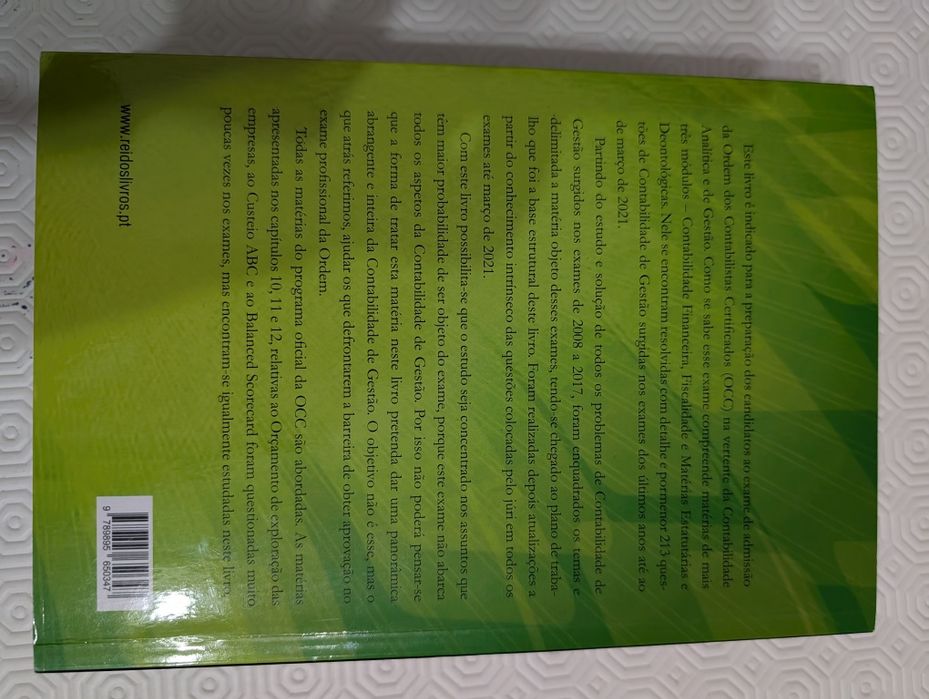 Este livro é indicado para a preparação dos candidatos ao exame de admissão
da Ordem dos Contabilistas Certificados (OCC) na vertente da Contabilidade
Analítica e de Gestão. Como se sabe esse exame compreende matérias de mais
três módulos – Contabilidade Financeira, Fiscalidade e Matérias Estatutárias e
Deontológicas. Nele se encontram resolvidas com detalhe e pormenor 213 ques-
tões de Contabilidade de Gestão surgidas nos exames dos últimos anos até ao
de março de 2021.
Partindo do estudo e solução de todos os problemas de Contabilidade de
Gestão surgidos nos exames de 2008 a 2017, foram enquadrados os temas e
delimitada a matéria objeto desses exames, tendo-se chegado ao plano de traba-
lho que foi a base estrutural deste livro. Foram realizadas depois atualizações a
partir do conhecimento intrínseco das questões colocadas pelo júri em todos os
exames até março de 2021.
Com este livro possibilita-se que o estudo seja concentrado nos assuntos que
têm maior probabilidade de ser objeto do exame, porque este exame não abarca
todos os aspetos da Contabilidade de Gestão. Por isso não poderá pensar-se
que a forma de tratar esta matéria neste livro pretenda dar uma panorâmica
abrangente e inteira da Contabilidade de Gestão. O objetivo não é esse, mas o
que atrás referimos, ajudar os que defrontarem a barreira de obter aprovação no
exame profissional da Ordem.
Todas as matérias do programa oficial da OCC, são abordadas. As matérias
apresentadas nos capítulos 10, 11 e 12, relativas ao Orçamento de exploração das
empresas, ao Custeio ABC e ao Balanced Scorecard foram questionadas muito
poucas vezes nos exames, mas encontram-se igualmente estudadas neste livro.
www.reidoslivros.pt
9 789895 650347